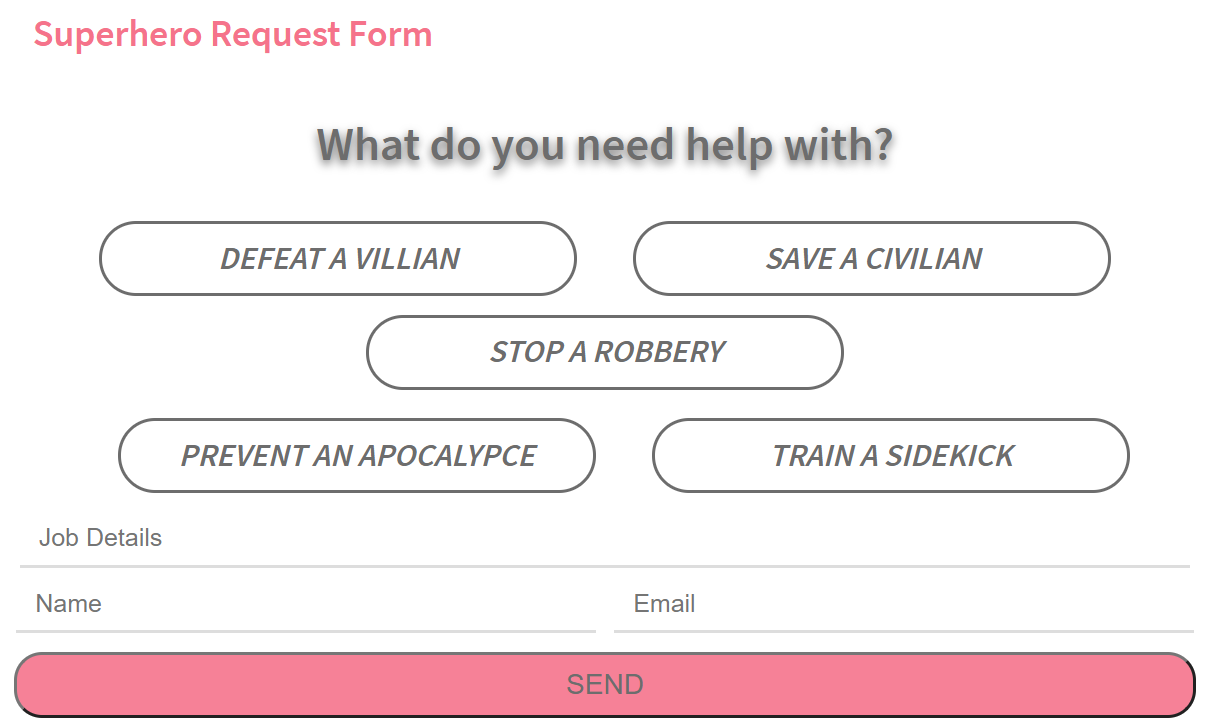 Superhero Request Form
What do you need help with?
DEFEAT A VILLIAN
SAVE A CIVILIAN
STOP A ROBBERY
PREVENT AN APOCALYPCE
TRAIN A SIDEKICK
Job Details
Name
Email
SEND